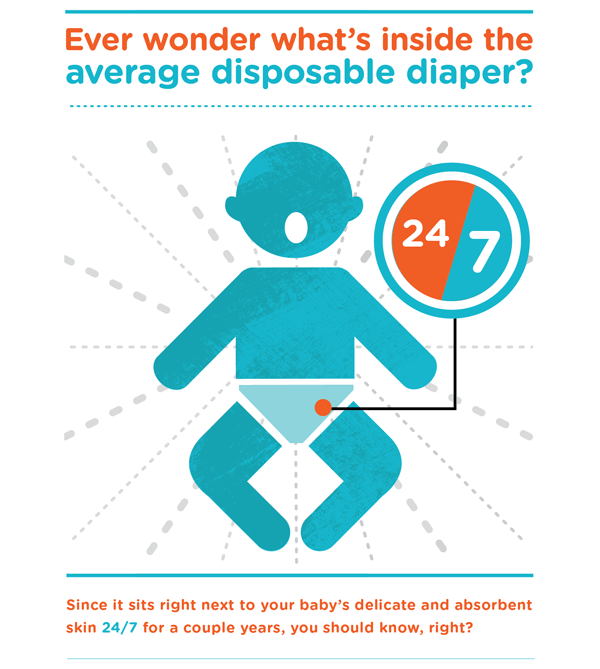 Ever wonder what's inside the
average disposable diaper?
24
7
Since it sits right next to your baby's delicate and absorbent
skin 24/7 for a couple years, you should know, right?